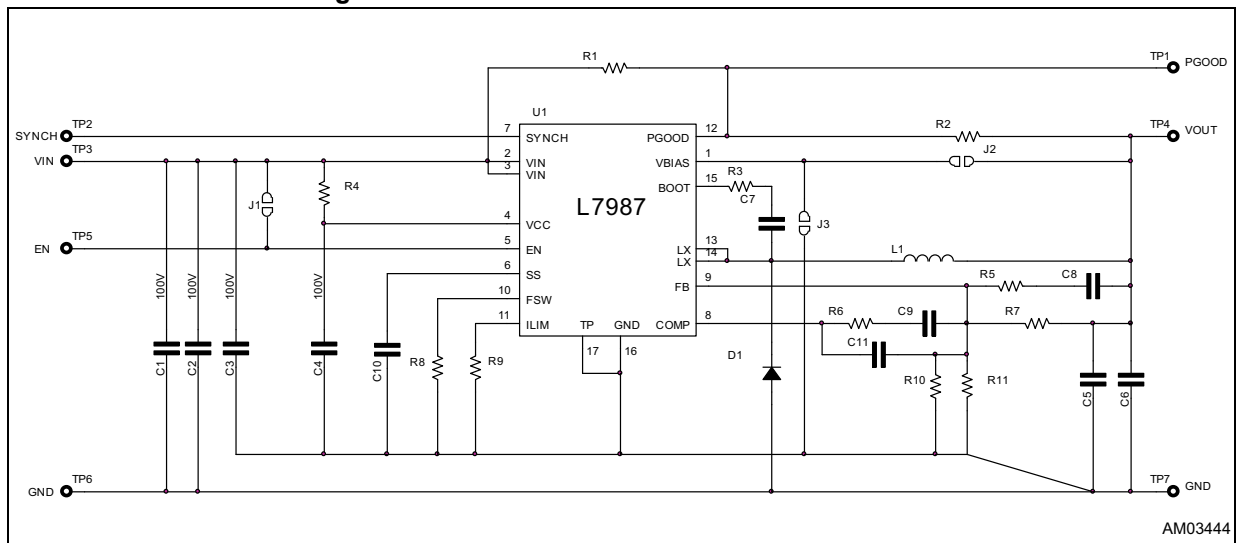 g
R1
TP1
PGOOD
U1
SYNCH
TP2
7
SYNCH
PGOOD
12
R2
TP4
VOUT
VIN
TP3
2
VIN
3
VIN
VBIAS
1
J2
R4
BOOT
15
R3
C7
J1
L7987
J3
4
VCC
EN
TP5
5
EN
LX
13
LX
14
L1
6
SS
FB
9
R5
C8
100V
100V
100V
100V
10
FSW
11
ILIM
TP
GND
COMP
8
R6
C9
R7
C11
17
16
C1
C2
C3
C4
C10
R8
R9
D1
R10
R11
C5
C6
GND
TP6
TP7
GND
AM03444